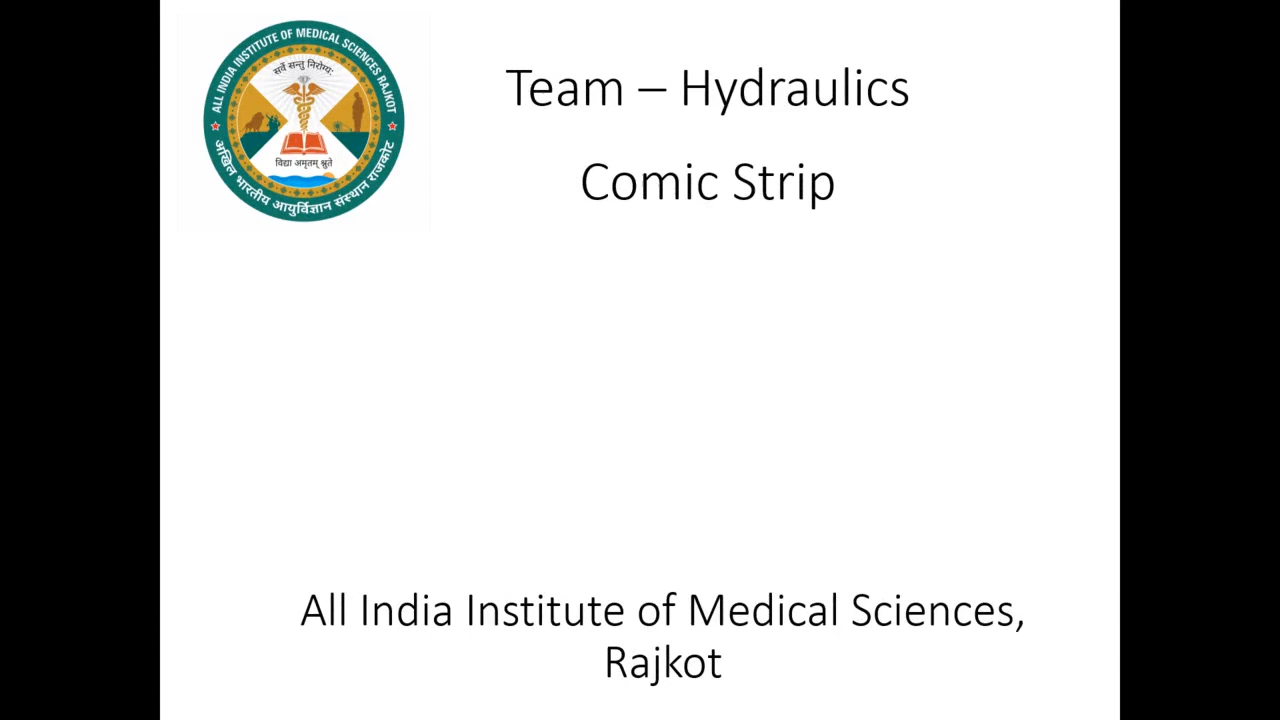 ALL INDIA INSTITUTE OF MEDICAL SCIENCES RAJKOT
सर्वे सन्तु निरोग्यः
विद्या अमृतम् श्नुते
अखिल भारतीय आयुर्विज्ञान संस्थान राजकोट
Team – Hydraulics
Comic Strip
All India Institute of Medical Sciences,
Rajkot